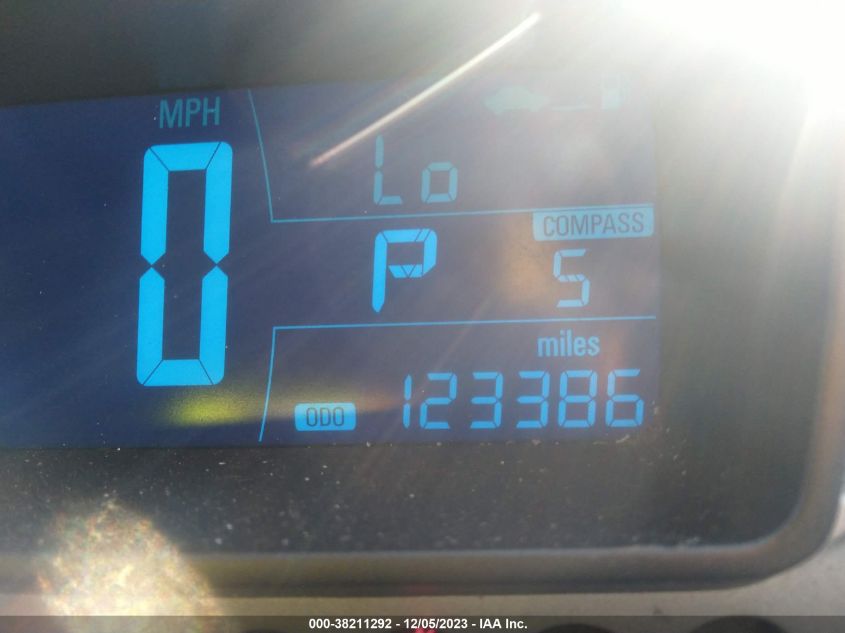 MPH
0
Lo
COMPASS
P S
miles
ODO 123386
000-38211292 - 12/05/2023 - IAA Inc.